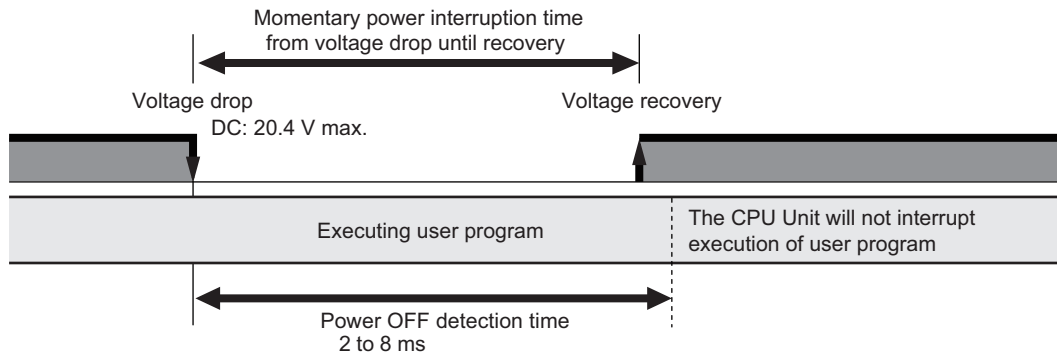 Momentary power interruption time
from voltage drop until recovery
Voltage drop
Voltage recovery
DC: 20.4 V max.
Executing user program
The CPU Unit will not interrupt
execution of user program
Power OFF detection time
2 to 8 ms